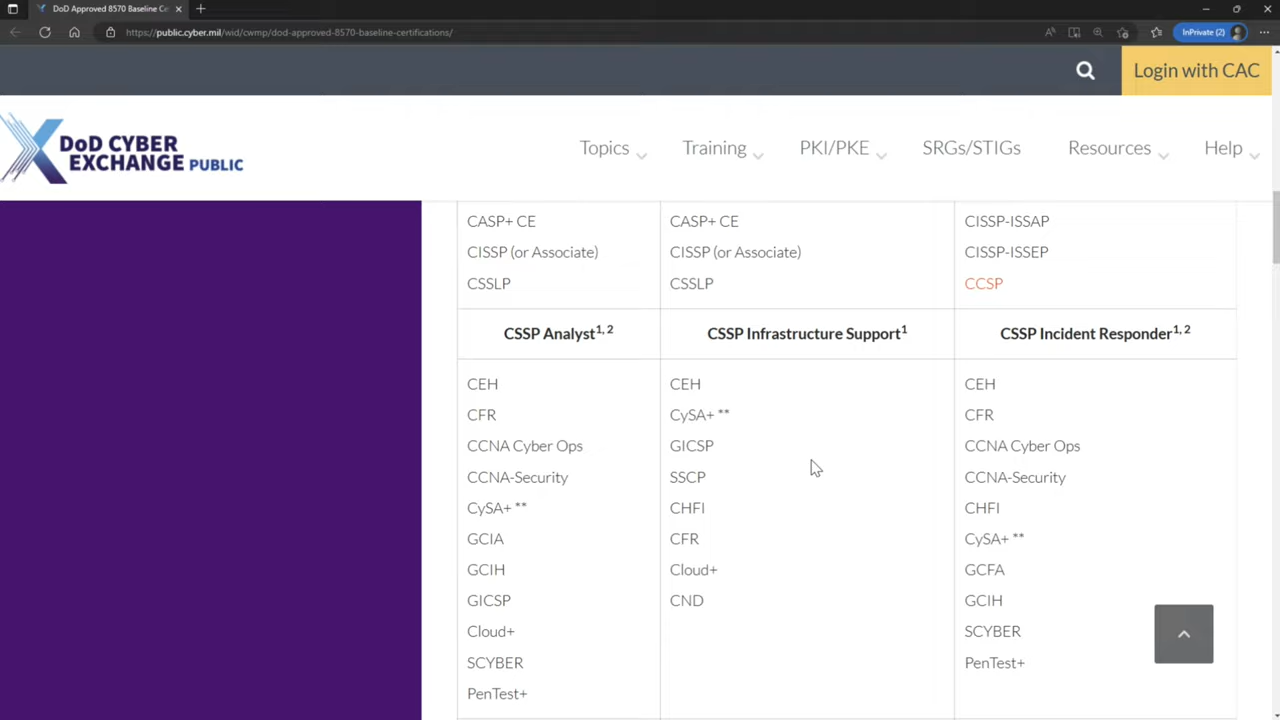 DoD Approved 8570 Baseline Ce
https://public.cyber.mil/wid/cwmp/dod-approved-8570-baseline-certifications/
InPrivate (2)
Login with CAC
DoD CYBER
EXCHANGE PUBLIC
Topics
Training
PKI/PKE
SRGs/STIGs
Resources
Help
CASP+ CE
CISSP (or Associate)
CSSLP
CASP+ CE
CISSP (or Associate)
CSSLP
CISSP-ISSAP
CISSP-ISSEP
CCSP
CSSP Analyst1, 2
CSSP Infrastructure Support1
CSSP Incident Responder1, 2
CEH
CFR
CCNA Cyber Ops
CCNA-Security
CySA+ **
GCIA
GCIH
GICSP
Cloud+
SCYBER
PenTest+
CEH
CySA+ **
GICSP
SSCP
CHFI
CFR
Cloud+
CND
CEH
CFR
CCNA Cyber Ops
CCNA-Security
CHFI
CySA+ **
GCFA
GCIH
SCYBER
PenTest+